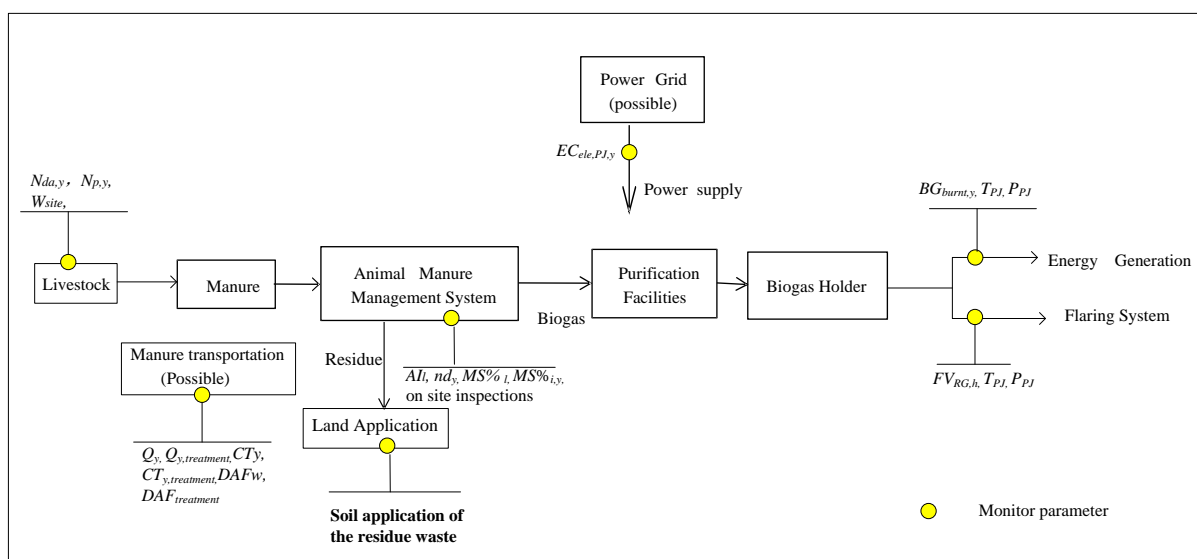 Power Grid
(possible)
EC_ele,PJ,y
Power supply
N_da,y, N_p,y,
W_site,
BG_burnt,y, T_PJ, P_PJ
Livestock
Manure
Animal Manure
Management System
Biogas
Purification
Facilities
Biogas Holder
Energy Generation
Flaring System
FV_RG,h, T_PJ, P_PJ
Residue
AI_l, nd_y, MS%_l, MS%_i,y,
on site inspections
Manure transportation
(Possible)
Q_y, Q_y,treatment, CTy,
CT_y,treatment, DAFw,
DAF_treatment
Land Application
Soil application of
the residue waste
Monitor parameter